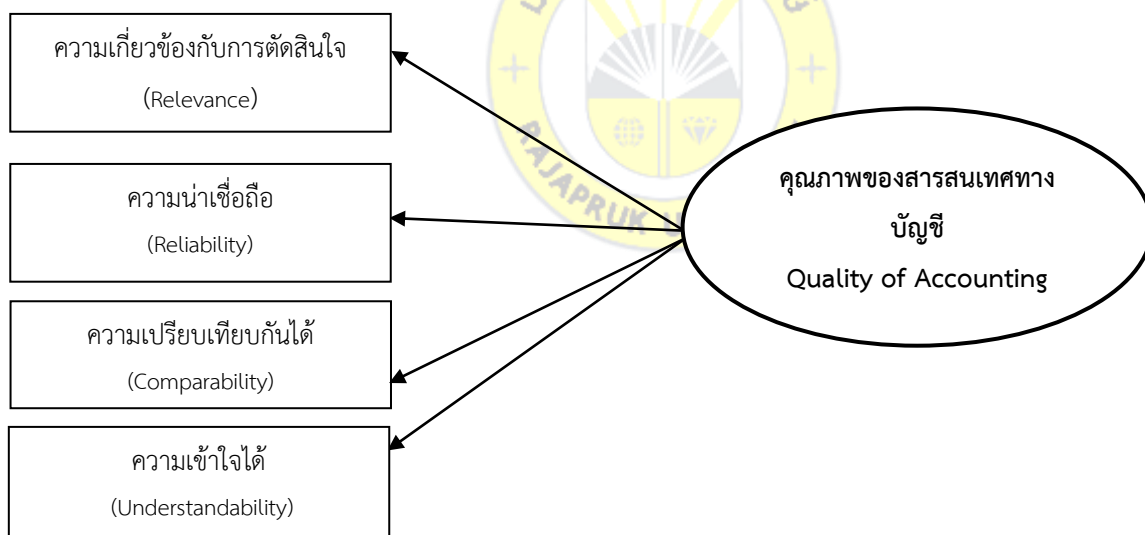 ความเกี่ยวข้องกับการตัดสินใจ
(Relevance)
ความน่าเชื่อถือ
(Reliability)
ความเปรียบเทียบกันได้
(Comparability)
ความเข้าใจได้
(Understandability)
คุณภาพของสารสนเทศทาง
บัญชี
Quality of Accounting
RAJAPRUK U